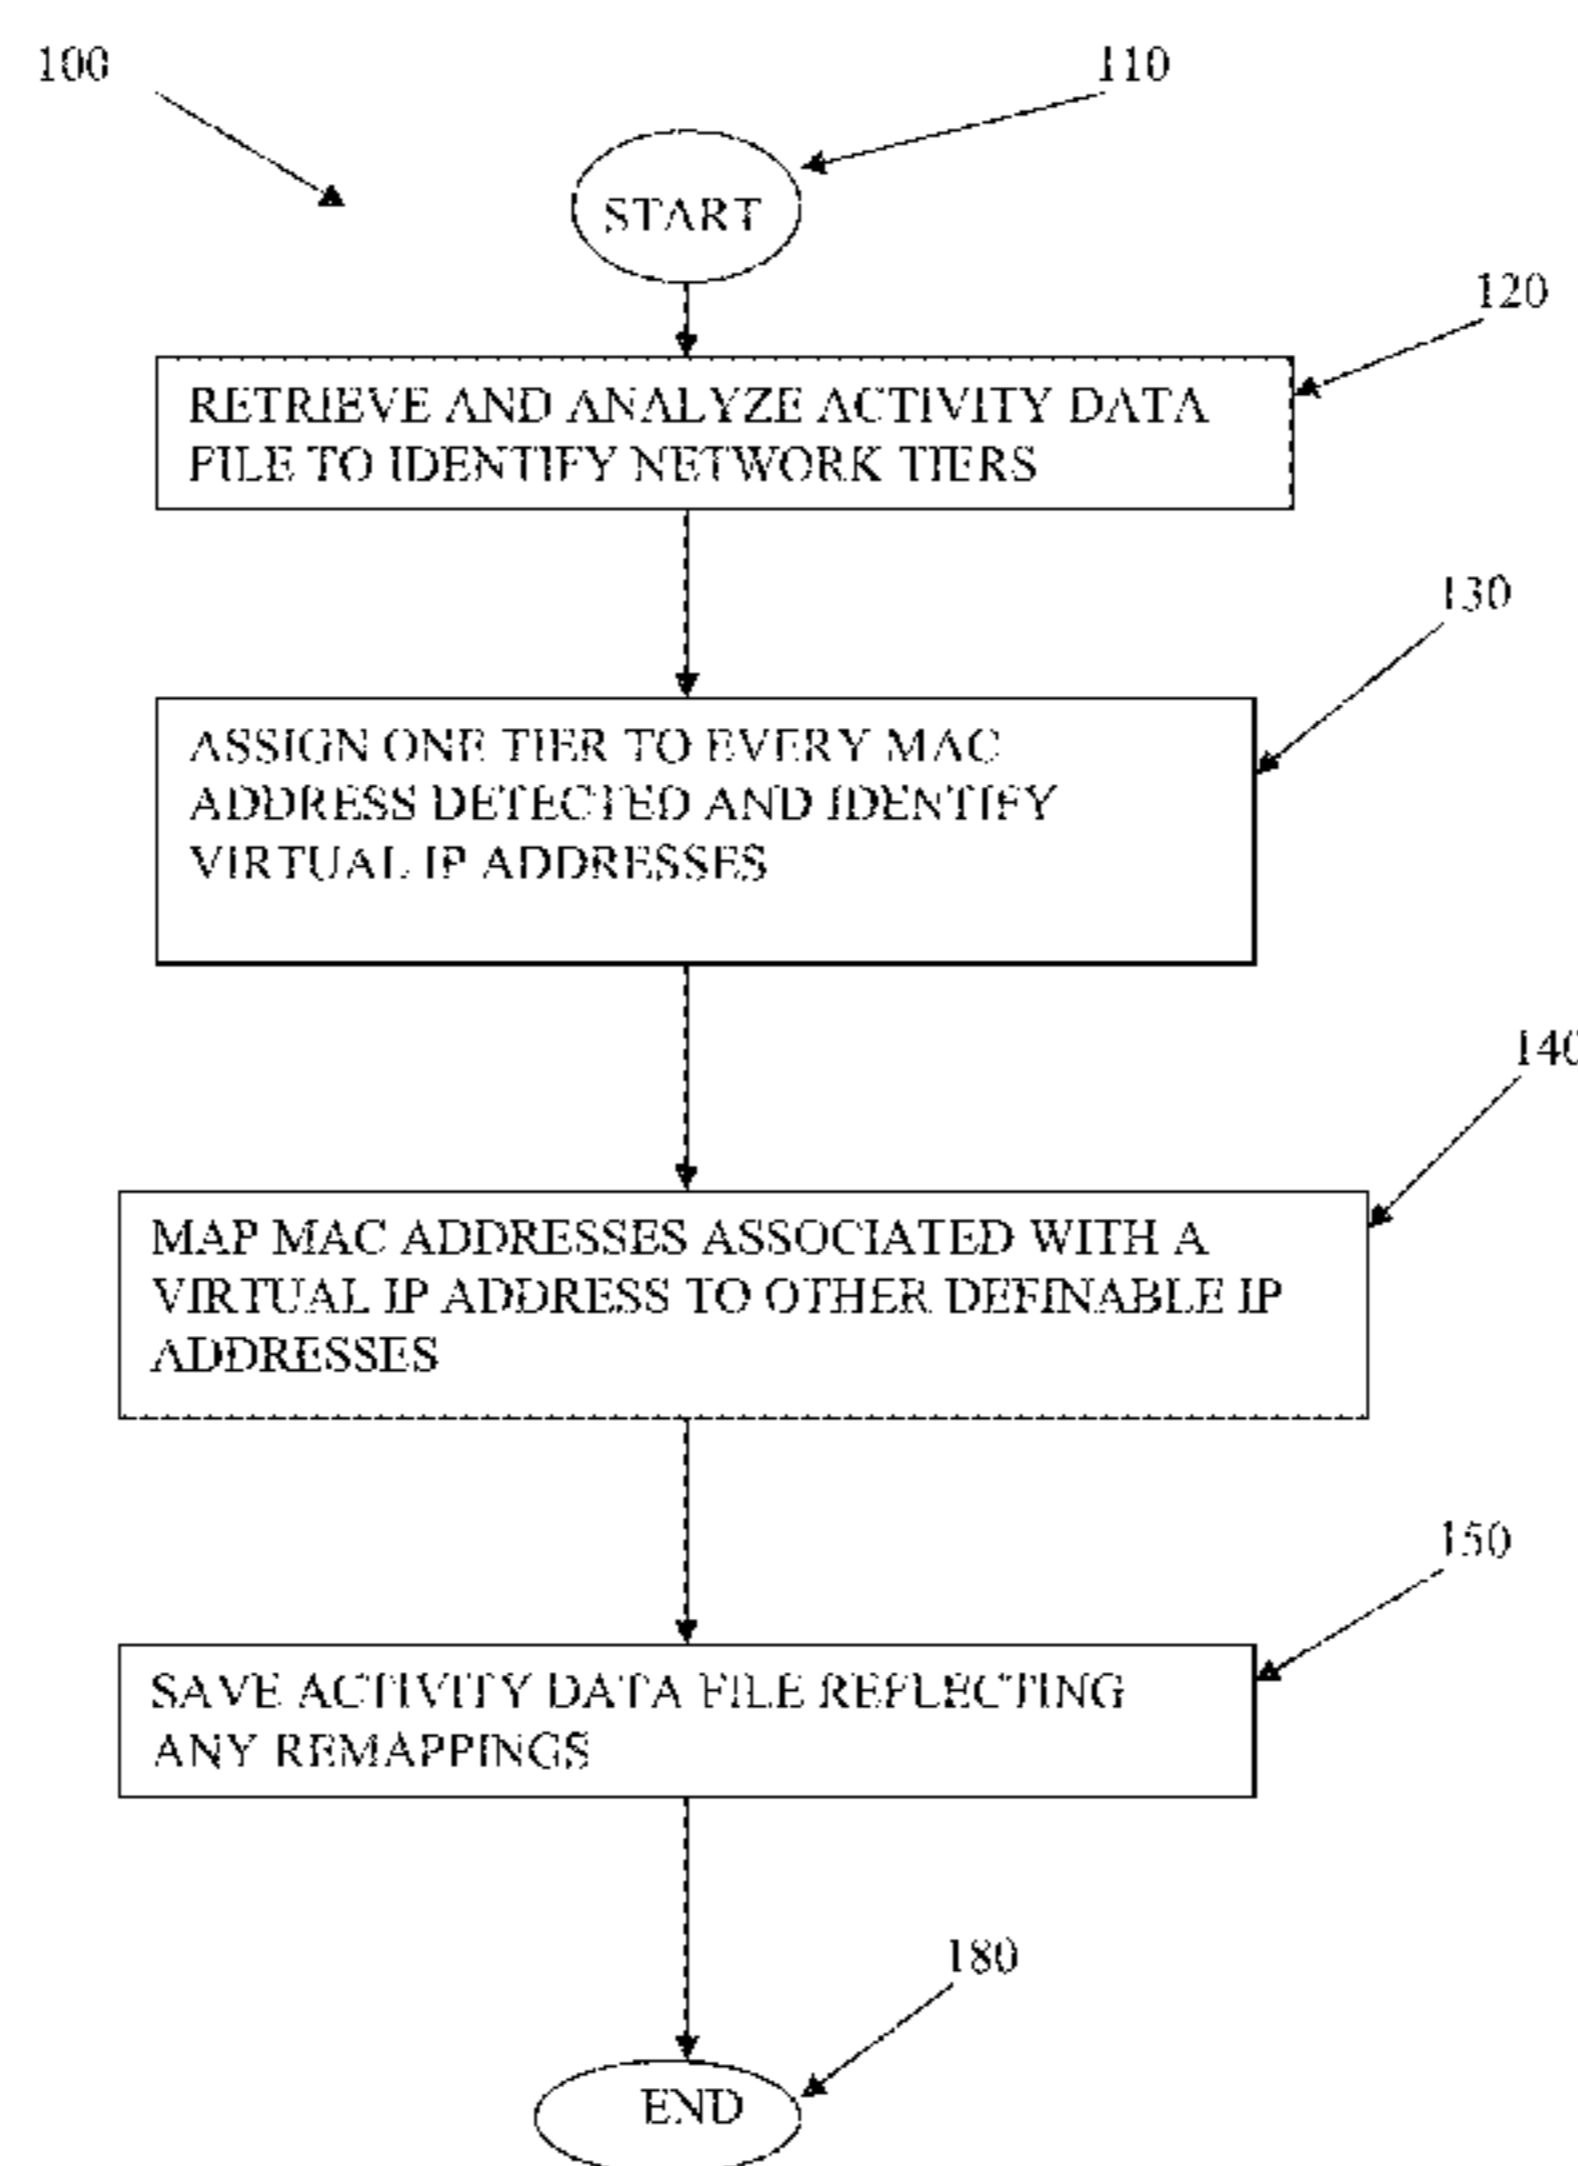 100
110
START
120
RETRIEVE AND ANALYZE ACTIVITY DATA
FILE TO IDENTIFY NETWORK TIERS
130
ASSIGN ONE TIER TO EVERY MAC
ADDRESS DETECTED AND IDENTIFY
VIRTUAL IP ADDRESSES
140
MAP MAC ADDRESSES ASSOCIATED WITH A
VIRTUAL IP ADDRESS TO OTHER DEFINABLE IP
ADDRESSES
150
SAVE ACTIVITY DATA FILE REFLECTING
ANY REMAPPINGS
180
END